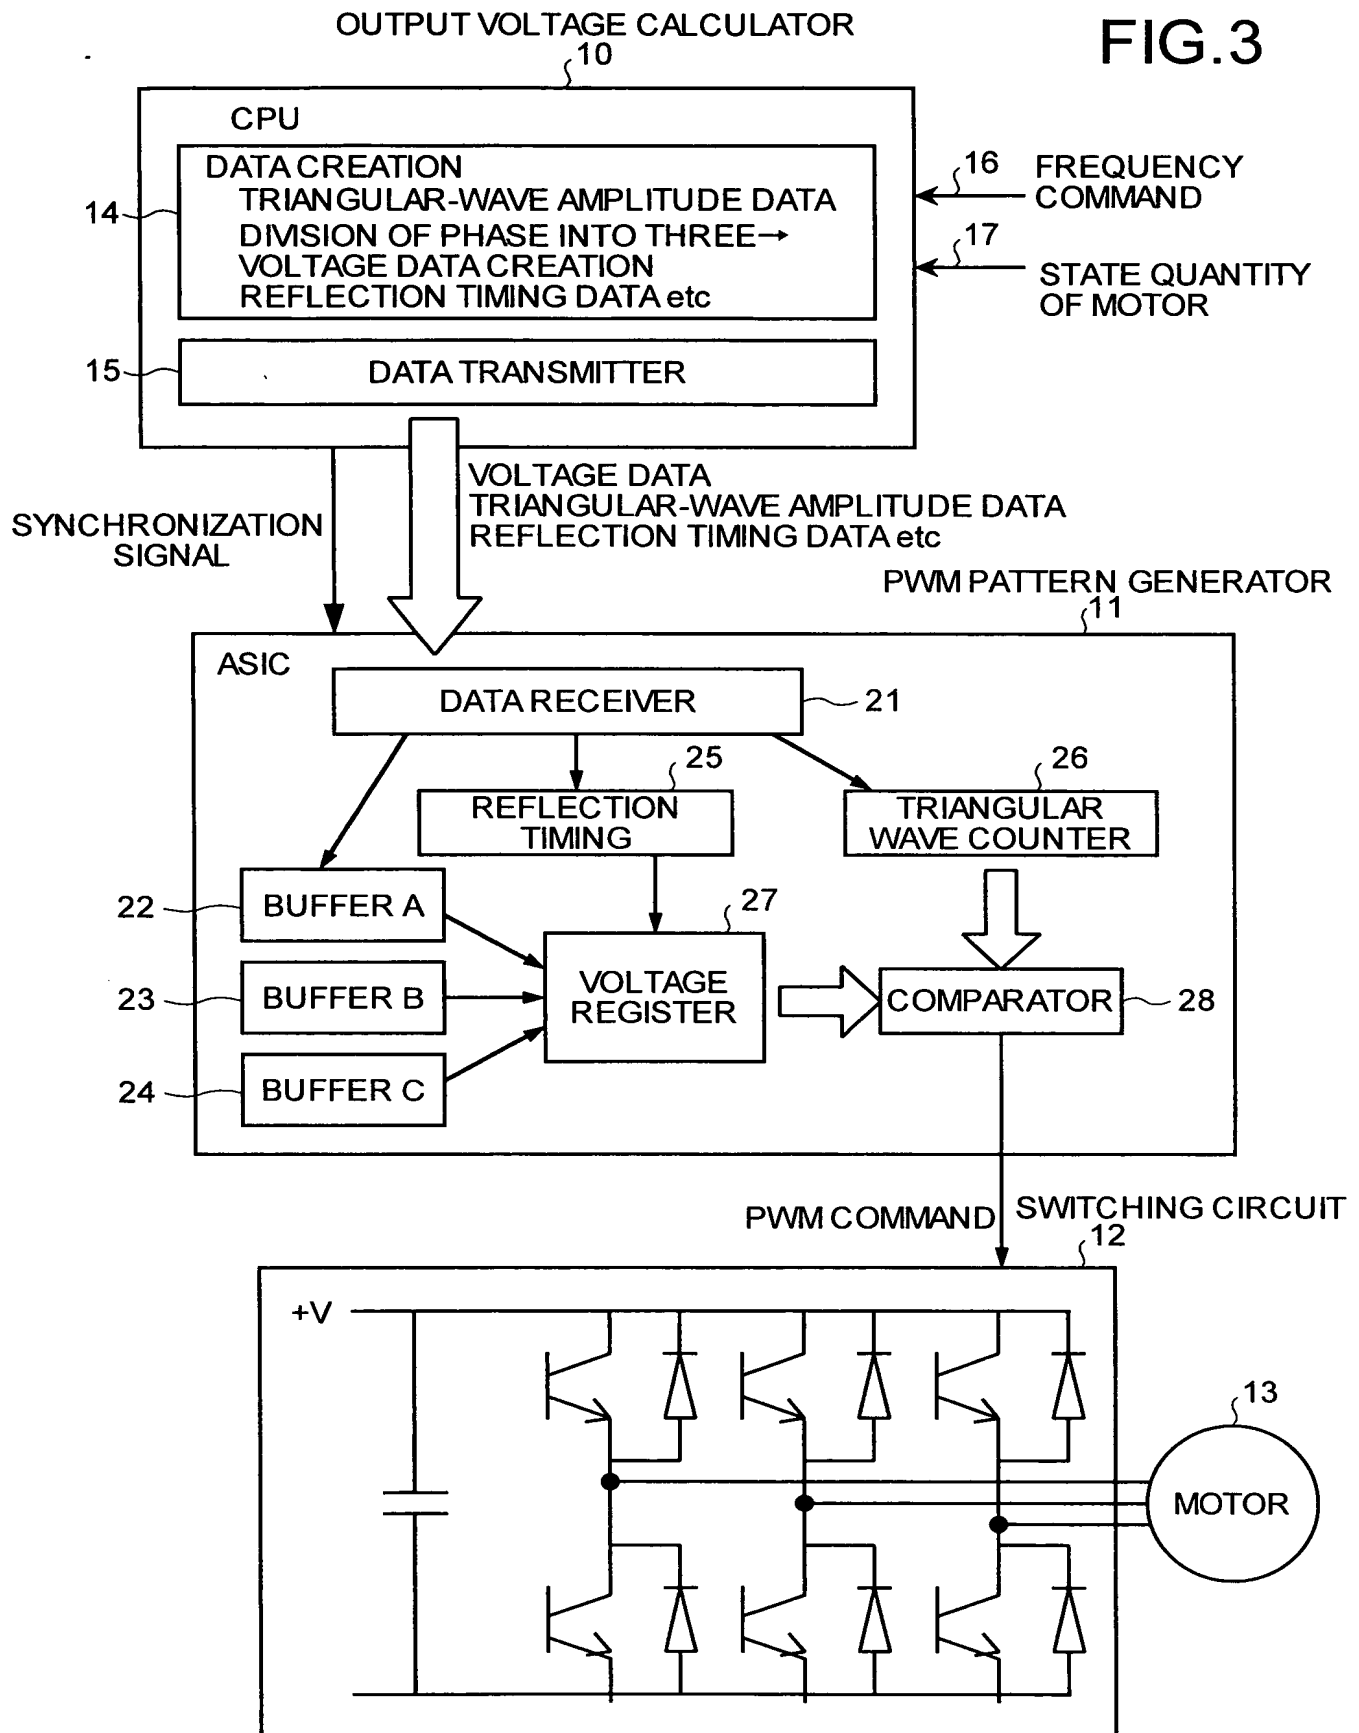 OUTPUT VOLTAGE CALCULATOR
FIG.3
10
CPU
DATA CREATION
TRIANGULAR-WAVE AMPLITUDE DATA
DIVISION OF PHASE INTO THREE→
VOLTAGE DATA CREATION
REFLECTION TIMING DATA etc
14
16
FREQUENCY
COMMAND
17
STATE QUANTITY
OF MOTOR
15
DATA TRANSMITTER
SYNCHRONIZATION
SIGNAL
VOLTAGE DATA
TRIANGULAR-WAVE AMPLITUDE DATA
REFLECTION TIMING DATA etc
PWM PATTERN GENERATOR
11
ASIC
DATA RECEIVER
21
25
REFLECTION
TIMING
26
TRIANGULAR
WAVE COUNTER
22
BUFFER A
23
BUFFER B
24
BUFFER C
27
VOLTAGE
REGISTER
COMPARATOR
28
PWM COMMAND
SWITCHING CIRCUIT
12
+V
13
MOTOR